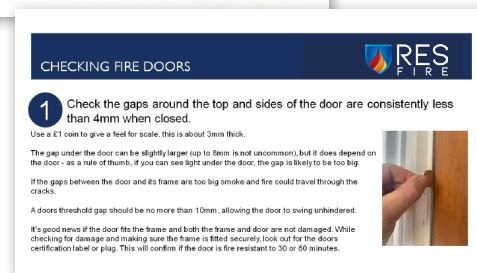 CHECKING FIRE DOORS
RES
FIRE
1
Check the gaps around the top and sides of the door are consistently less
than 4mm when closed.
Use a £1 coin to give a feel for scale, this is about 3mm thick.
The gap under the door can be slightly larger (up to 8mm is not uncommon), but it does depend on
the door - as a rule of thumb, if you can see light under the door, the gap is likely to be too big.
If the gaps between the door and its frame are too big smoke and fire could travel through the
cracks.
A doors threshold gap should be no more than 10mm, allowing the door to swing unhindered.
It's good news if the door fits the frame and both the frame and door are not damaged. While
checking for damage and making sure the frame is fitted securely, look out for the doors
certification label or plug. This will confirm if the door is fire resistant to 30 or 60 minutes.